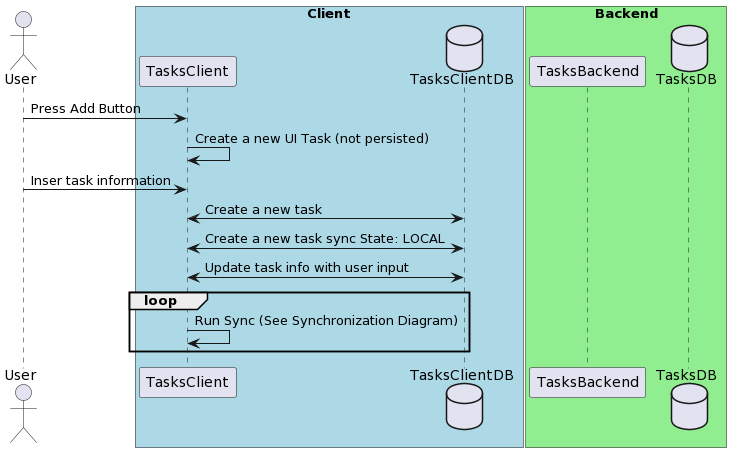 Client
Backend
User
TasksClient
TasksClientDB
TasksBackend
TasksDB
Press Add Button
Create a new UI Task (not persisted)
Inser task information
Create a new task
Create a new task sync State: LOCAL
Update task info with user input
loop
Run Sync (See Synchronization Diagram)
User
TasksClient
TasksClientDB
TasksBackend
TasksDB